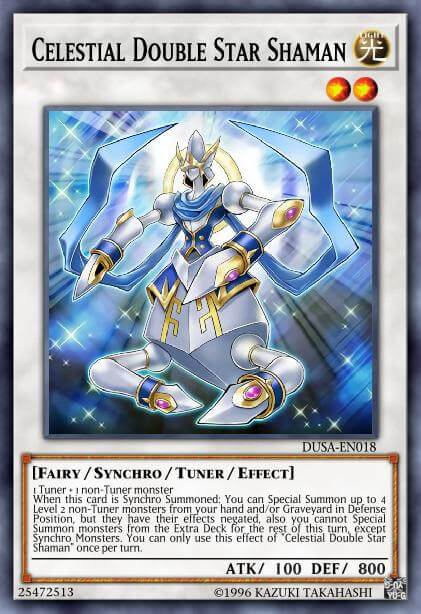 CELESTIAL DOUBLE STAR SHAMAN
LIGHT
光
DUSA-EN018
[FAIRY / SYNCHRO / TUNER / EFFECT]
1 Tuner + 1 non-Tuner monster
When this card is Synchro Summoned: You can Special Summon up to 4
Level 2 non-Tuner monsters from your hand and/or Graveyard in Defense
Position, but they have their effects negated, also you cannot Special
Summon monsters from the Extra Deck for the rest of this turn, except
Synchro Monsters. You can only use this effect of "Celestial Double Star
Shaman" once per turn.
ATK/ 100 DEF/ 800
25472513
©1996 KAZUKI TAKAHASHI